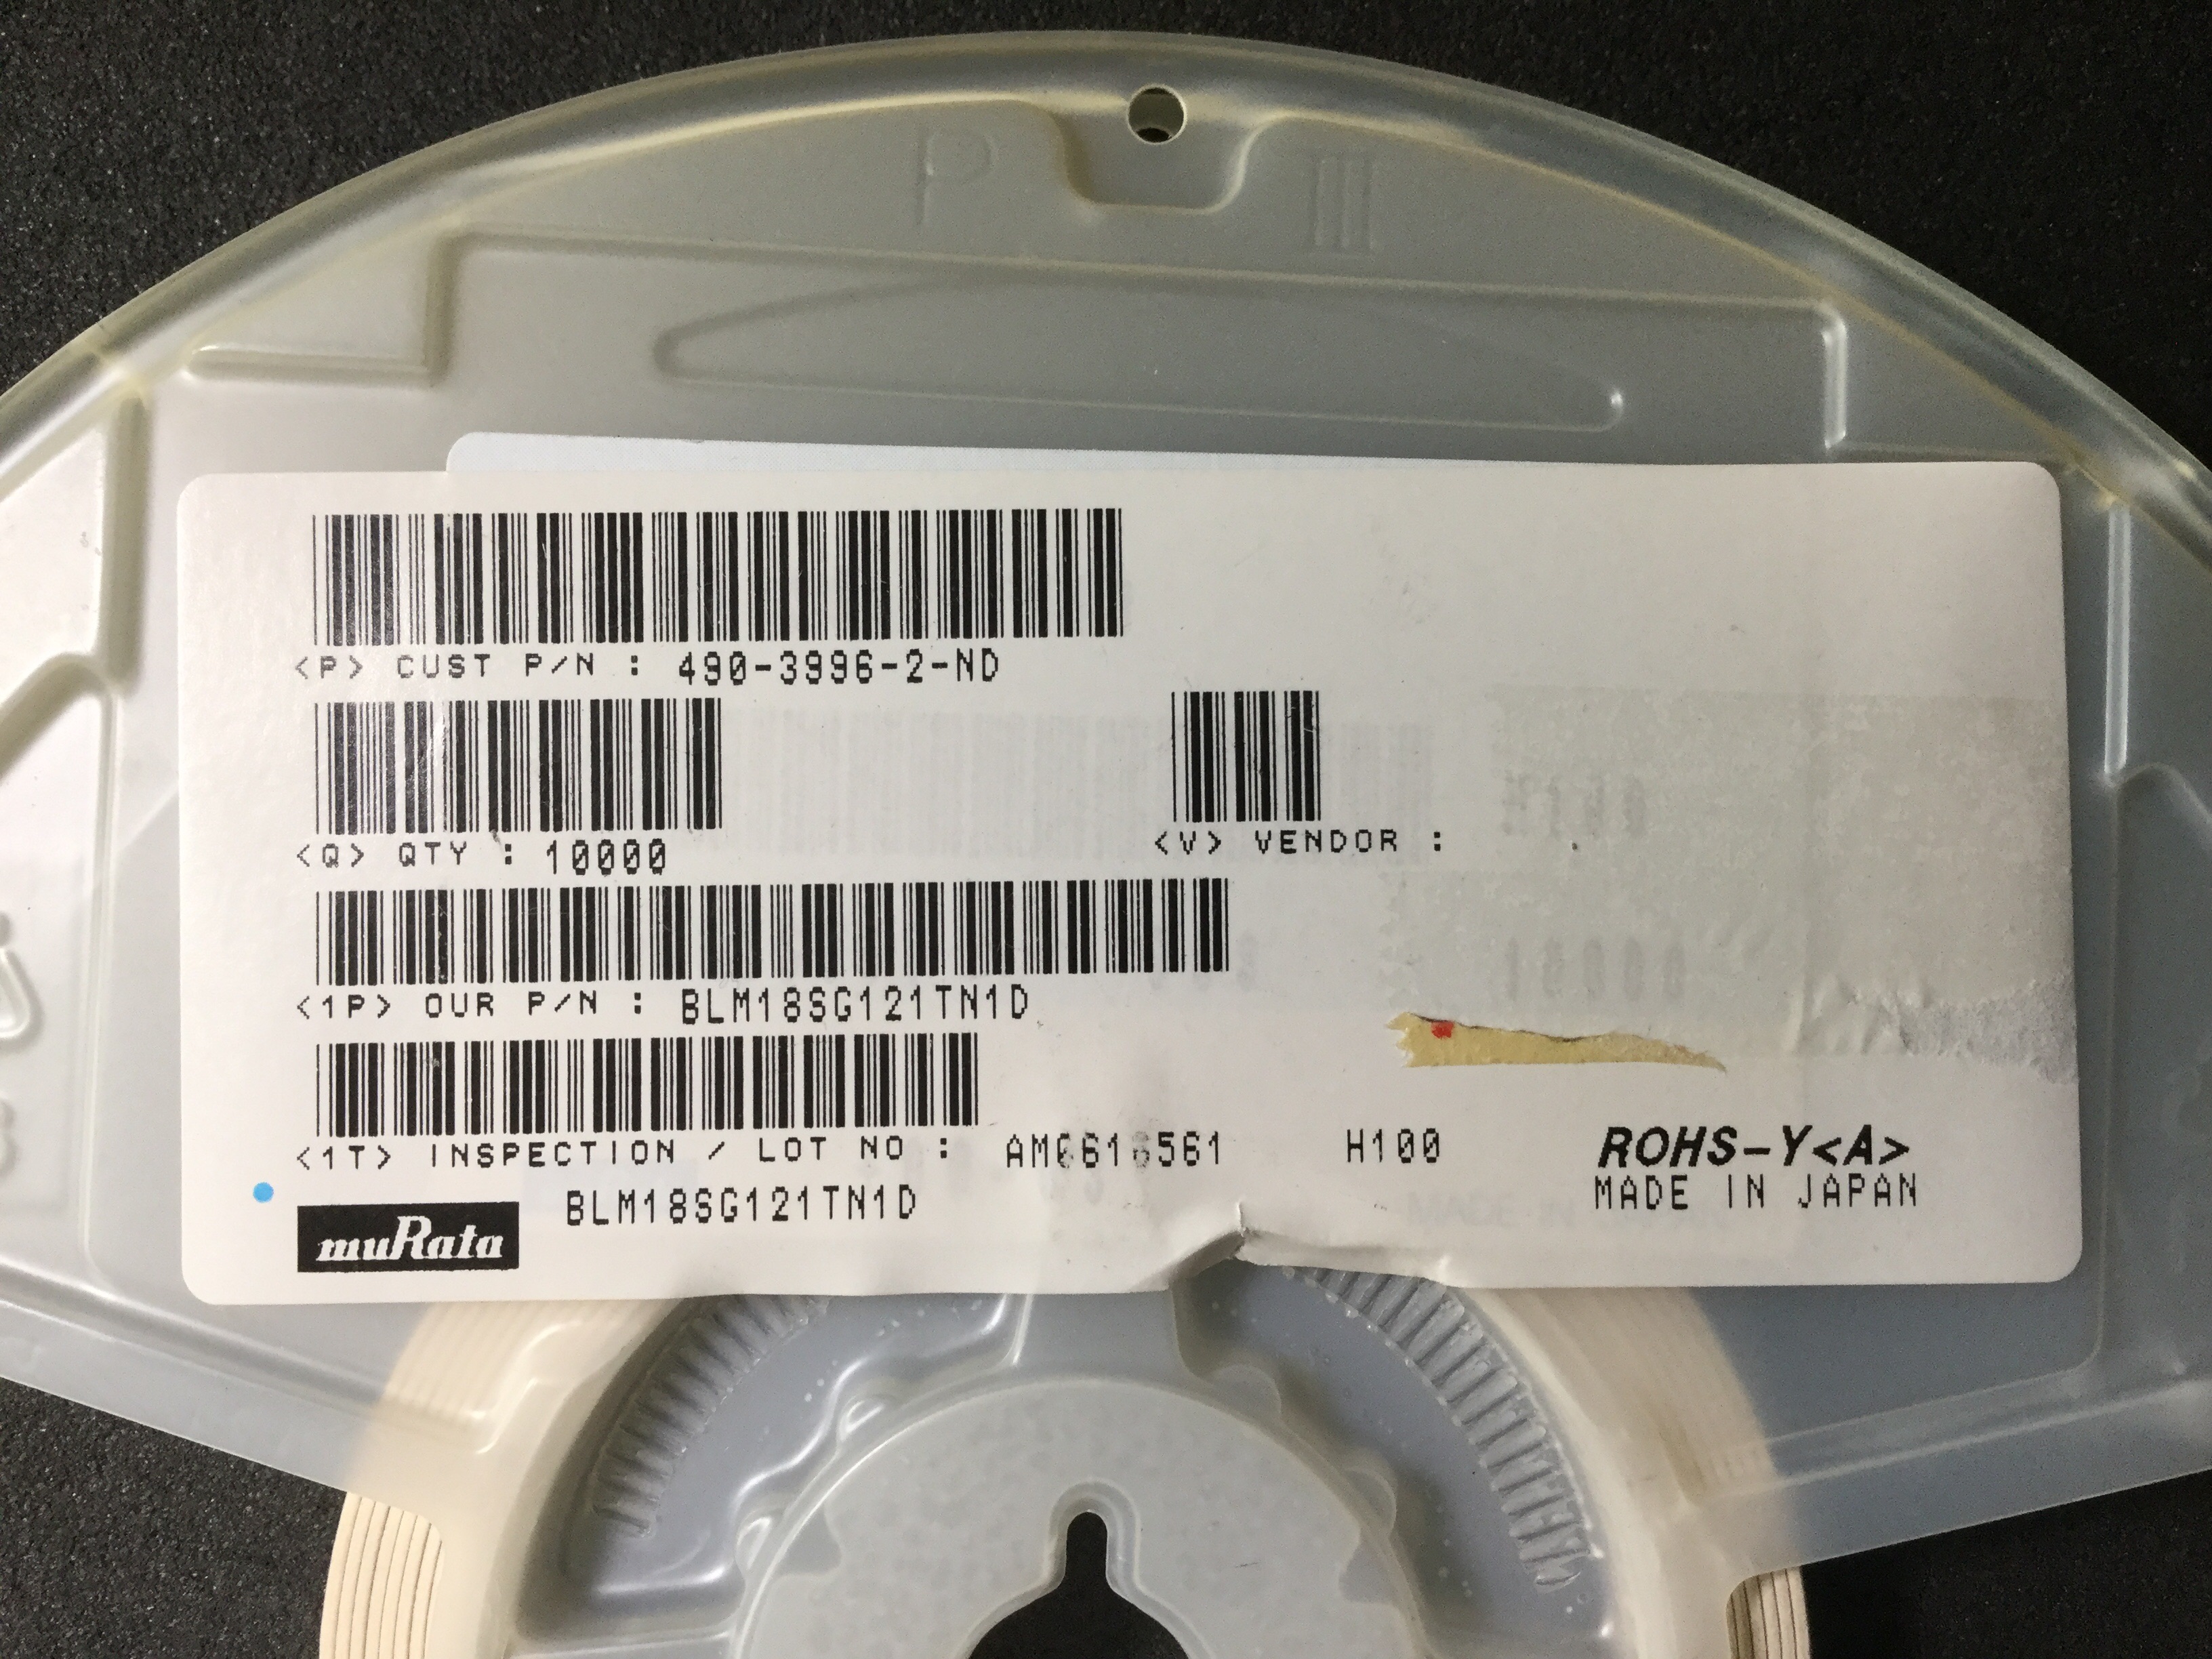 P III
<P> CUST P/N : 490-3996-2-ND
<Q> QTY : 10000
<V> VENDOR :
<1P> OUR P/N : BLM18SG121TN1D
<1T> INSPECTION / LOT NO : H100 ROHS-Y<A>
BLM18SG121TN1D MADE IN JAPAN
muRata